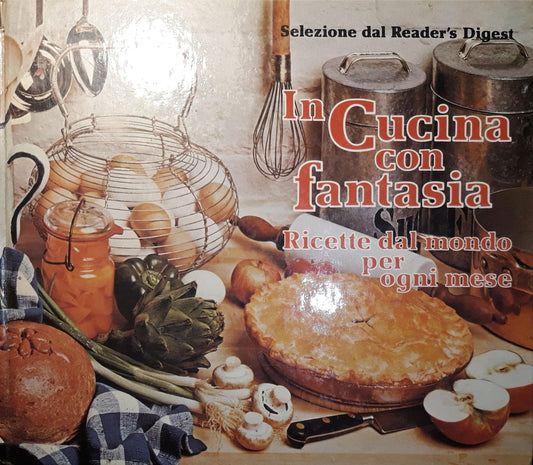 Selezione dal Reader's Digest
In Cucina
con
fantasia
Ricette dal mondo
per
ogni mese